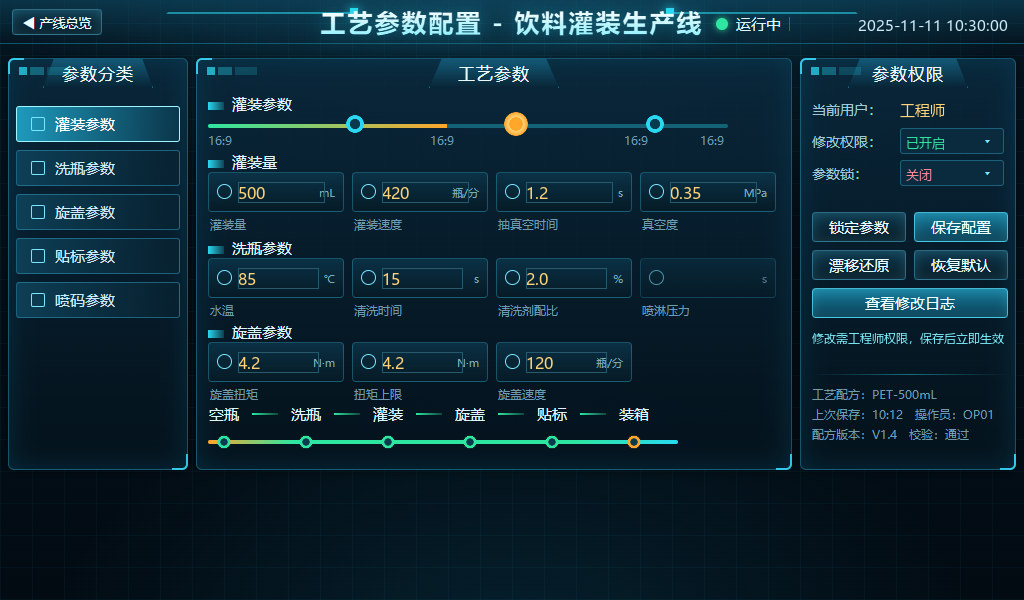 ◀ 产线总览
工艺参数配置 - 饮料灌装生产线
运行中
2025-11-11 10:30:00
参数分类
灌装参数
洗瓶参数
旋盖参数
贴标参数
喷码参数
工艺参数
灌装参数
16:9 16:9 16:9 16:9
灌装量
500 mL 420 瓶/分 1.2 s 0.35 MPa
灌装量 灌装速度 抽真空时间 真空度
洗瓶参数
85 ℃ 15 s 2.0 % s
水温 清洗时间 清洗剂配比 喷淋压力
旋盖参数
4.2 N·m 4.2 N·m 120 瓶/分
旋盖扭矩 扭矩上限 旋盖速度
空瓶 洗瓶 灌装 旋盖 贴标 装箱
参数权限
当前用户: 工程师
修改权限: 已开启
参数锁: 关闭
锁定参数 保存配置
漂移还原 恢复默认
查看修改日志
修改需工程师权限，保存后立即生效
工艺配方: PET-500mL
上次保存: 10:12 操作员: OP01
配方版本: V1.4 校验: 通过